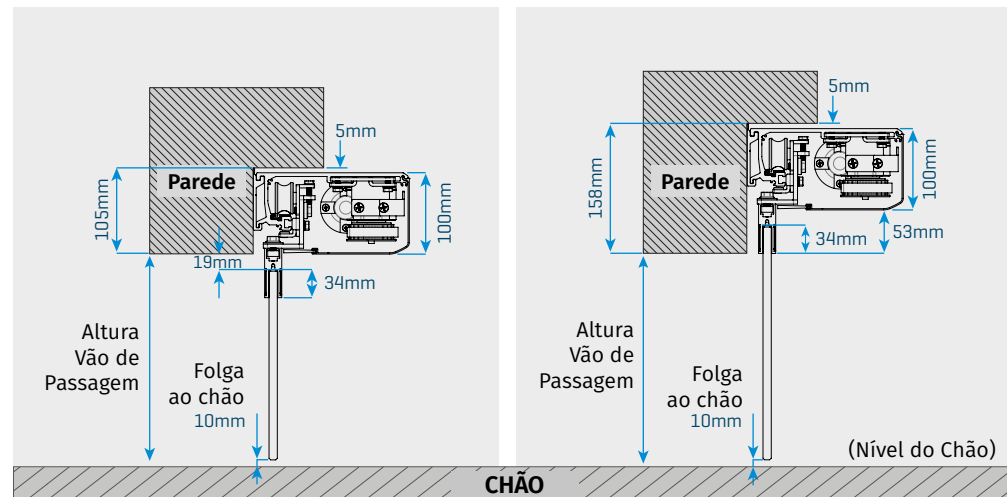 5mm
Parede
105mm
100mm
19mm
34mm
Altura
Vão de
Passagem
Folga
ao chão
10mm
5mm
Parede
158mm
100mm
34mm
53mm
Altura
Vão de
Passagem
Folga
ao chão
10mm
(Nível do Chão)
CHÃO